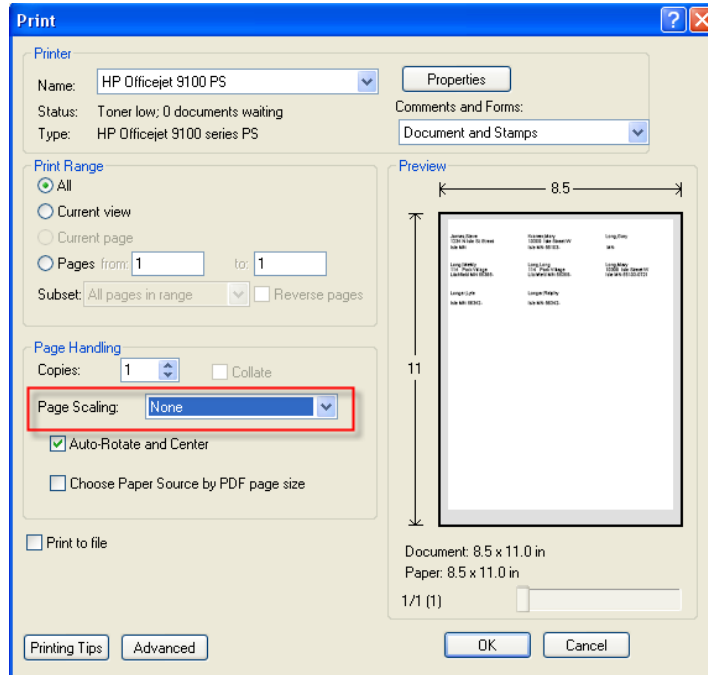 Print
Printer
Name: HP Officejet 9100 PS
Properties
Status: Toner low; 0 documents waiting
Comments and Forms:
Type: HP Officejet 9100 series PS
Document and Stamps
Print Range
All
Current view
Current page
Pages from: 1 to: 1
Subset: All pages in range
Reverse pages
Page Handling
Copies: 1
Collate
Page Scaling: None
Auto-Rotate and Center
Choose Paper Source by PDF page size
Print to file
Preview
8.5
11
Document: 8.5 x 11.0 in
Paper: 8.5 x 11.0 in
1/1 (1)
Printing Tips
Advanced
OK
Cancel